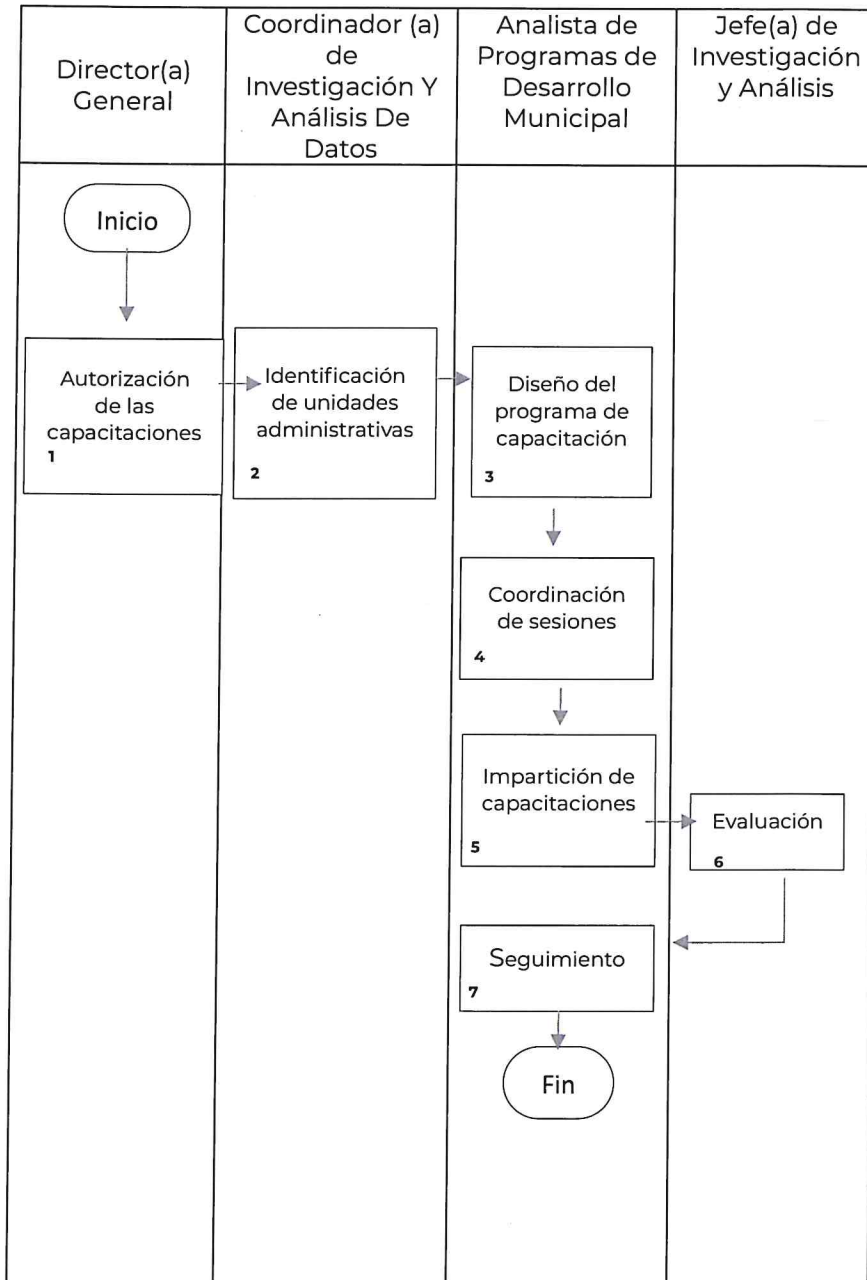 Director(a)
General
Coordinador (a)
de
Investigación Y
Análisis De
Datos
Analista de
Programas de
Desarrollo
Municipal
Jefe(a) de
Investigación
y Análisis
Inicio
Autorización
de las
capacitaciones
1
Identificación
de unidades
administrativas
2
Diseño del
programa de
capacitación
3
Coordinación
de sesiones
4
Impartición de
capacitaciones
5
Evaluación
6
Seguimiento
7
Fin